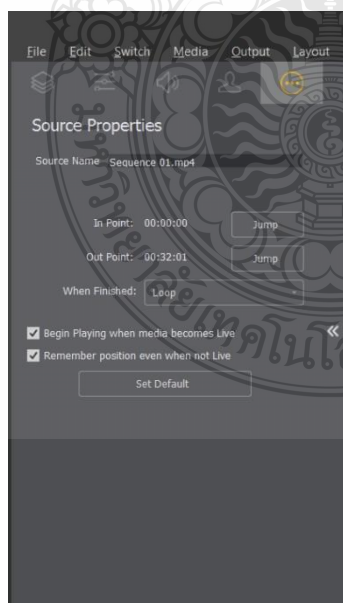 File Edit Switch Media Output Layout
Source Properties
Source Name Sequence 01.mp4
In Point: 00:00:00 Jump
Out Point: 00:32:01 Jump
When Finished: Loop
Begin Playing when media becomes Live
Remember position even when not Live
Set Default